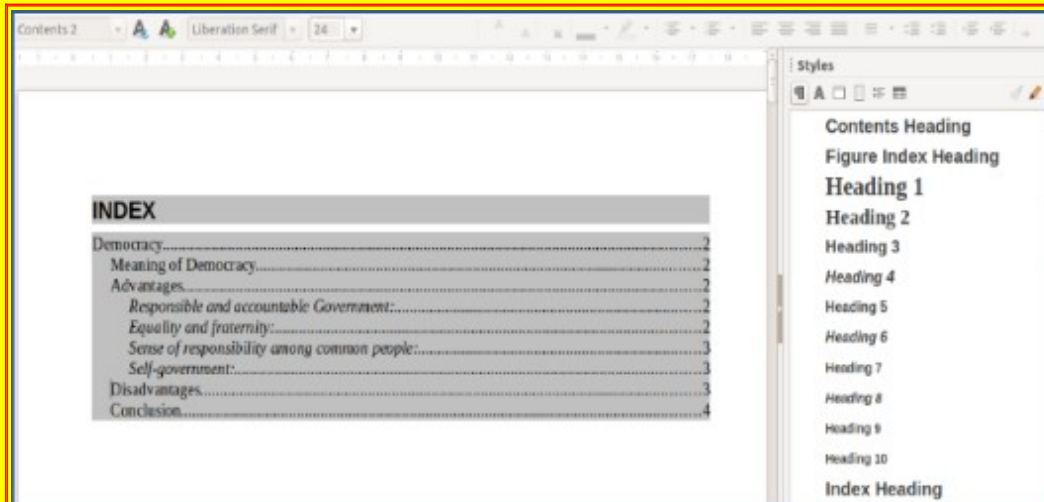 Contents 2 Liberation Serif 24
Styles
Contents Heading
Figure Index Heading
Heading 1
Heading 2
Heading 3
Heading 4
Heading 5
Heading 6
Heading 7
Heading 8
Heading 9
Heading 10
Index Heading
INDEX
Democracy 2
Meaning of Democracy 2
Advantages 2
Responsible and accountable Government: 2
Equality and fraternity: 2
Sense of responsibility among common people: 3
Self-government: 3
Disadvantages 3
Conclusion 4